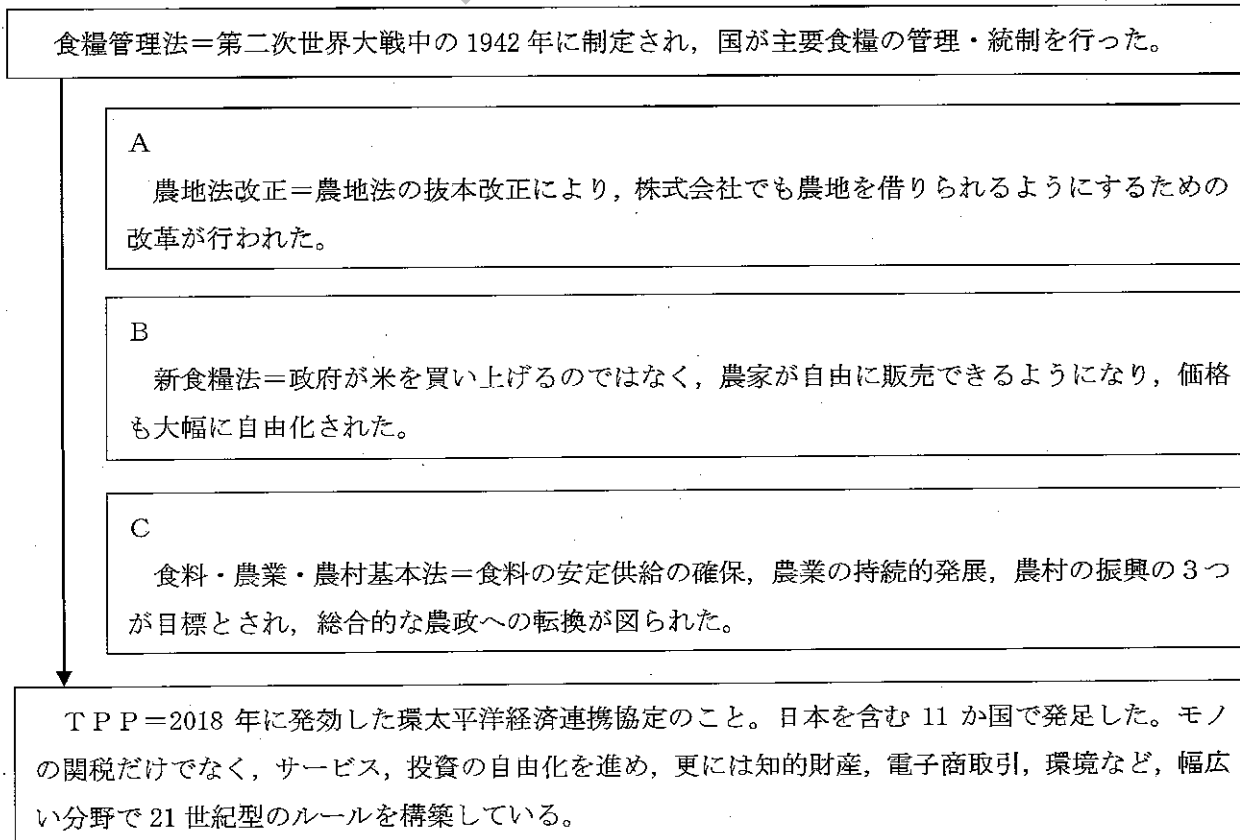 食糧管理法＝第二次世界大戦中の 1942 年に制定され，国が主要食糧の管理・統制を行った。
A
農地法改正＝農地法の抜本改正により，株式会社でも農地を借りられるようにするための
改革が行われた。
B
新食糧法＝政府が米を買い上げるのではなく，農家が自由に販売できるようになり，価格
も大幅に自由化された。
C
食料・農業・農村基本法＝食料の安定供給の確保，農業の持続的発展，農村の振興の３つ
が目標とされ，総合的な農政への転換が図られた。
ＴＰＰ＝2018 年に発効した環太平洋経済連携協定のこと。日本を含む 11 か国で発足した。モノ
の関税だけでなく，サービス，投資の自由化を進め，更には知的財産，電子商取引，環境など，幅広
い分野で 21 世紀型のルールを構築している。